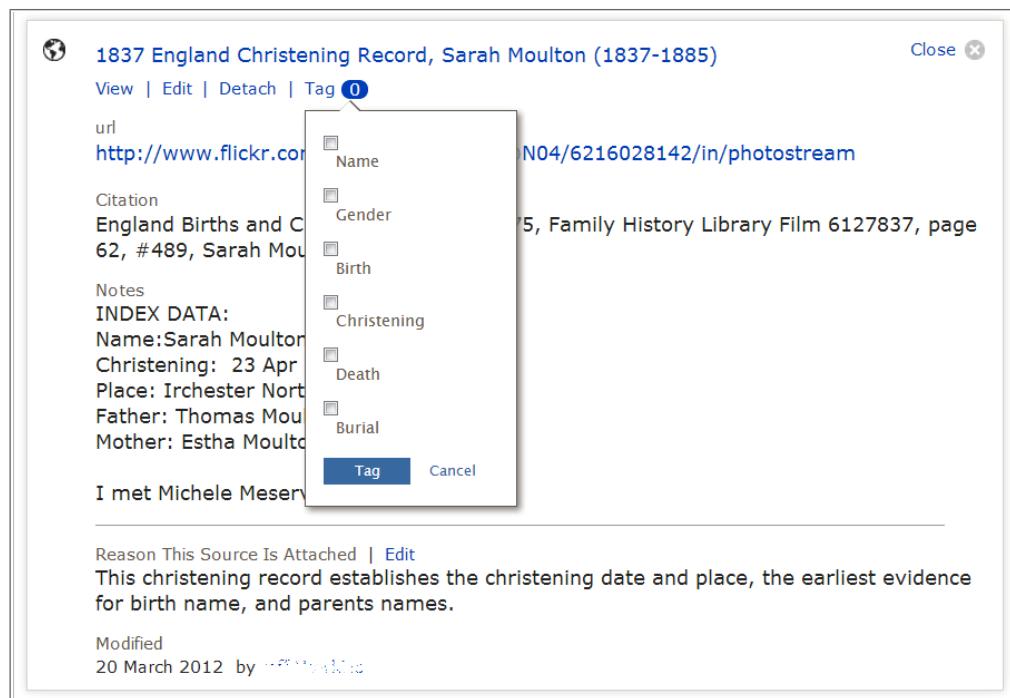 1837 England Christening Record, Sarah Moulton (1837-1885)
Close
View | Edit | Detach | Tag 0
url
http://www.flickr.cor N04/6216028142/in/photostream
Citation
England Births and C 75, Family History Library Film 6127837, page
62, #489, Sarah Mou
Notes
INDEX DATA:
Name:Sarah Moulton
Christening: 23 Apr
Place: Irchester Nort
Father: Thomas Moul
Mother: Estha Moulto
I met Michele Meserv
Name
Gender
Birth
Christening
Death
Burial
Tag Cancel
Reason This Source Is Attached | Edit
This christening record establishes the christening date and place, the earliest evidence
for birth name, and parents names.
Modified
20 March 2012 by